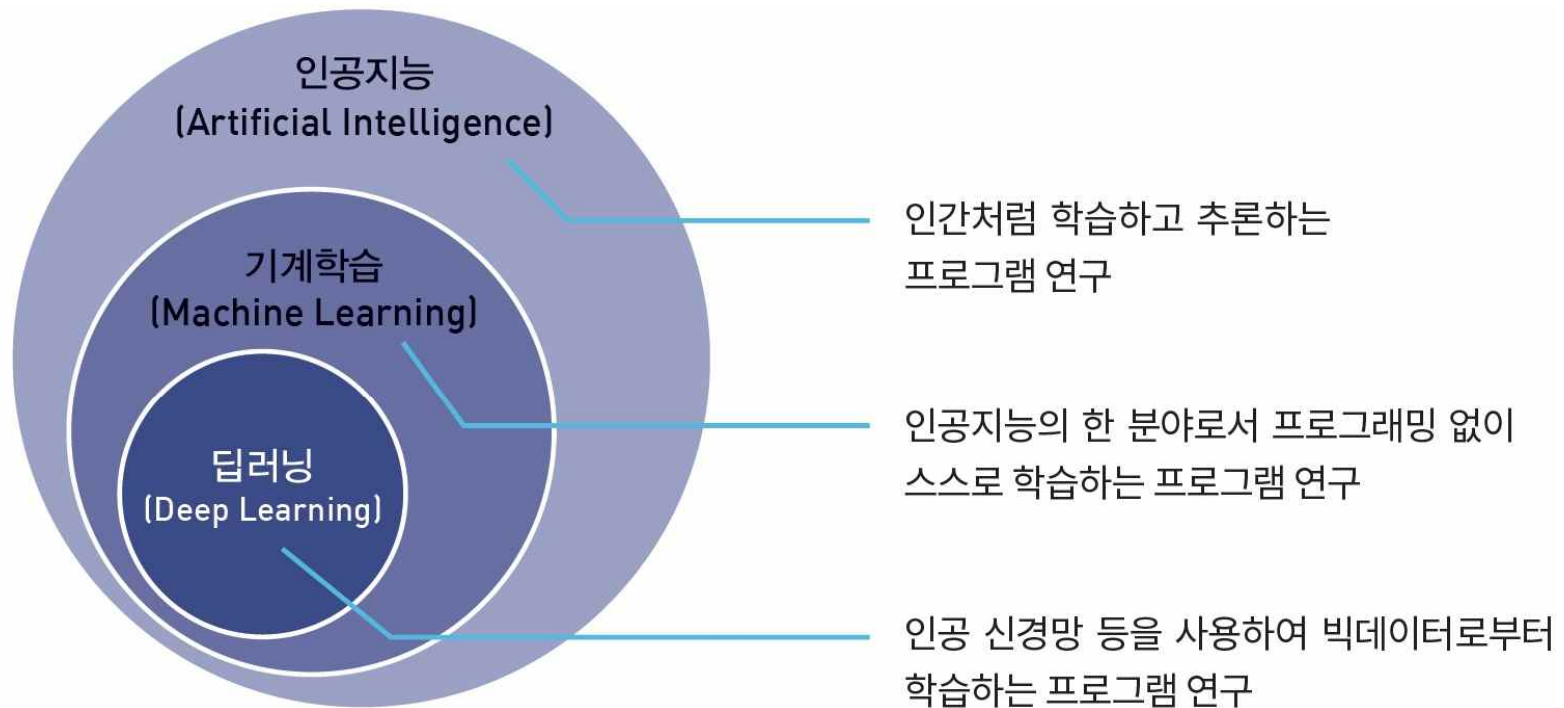 인공지능
(Artificial Intelligence)
인간처럼 학습하고 추론하는
프로그램 연구
기계학습
(Machine Learning)
인공지능의 한 분야로서 프로그래밍 없이
스스로 학습하는 프로그램 연구
딥러닝
(Deep Learning)
인공 신경망 등을 사용하여 빅데이터로부터
학습하는 프로그램 연구